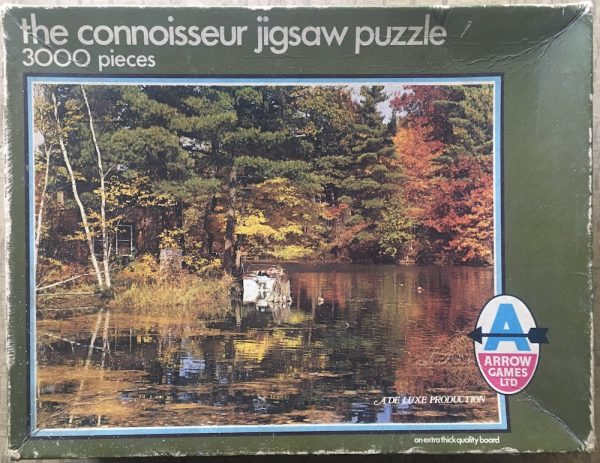 the connoisseur jigsaw puzzle
3000 pieces
A
ARROW
GAMES
LTD
A DE LUXE PRODUCTION
on extra thick quality board